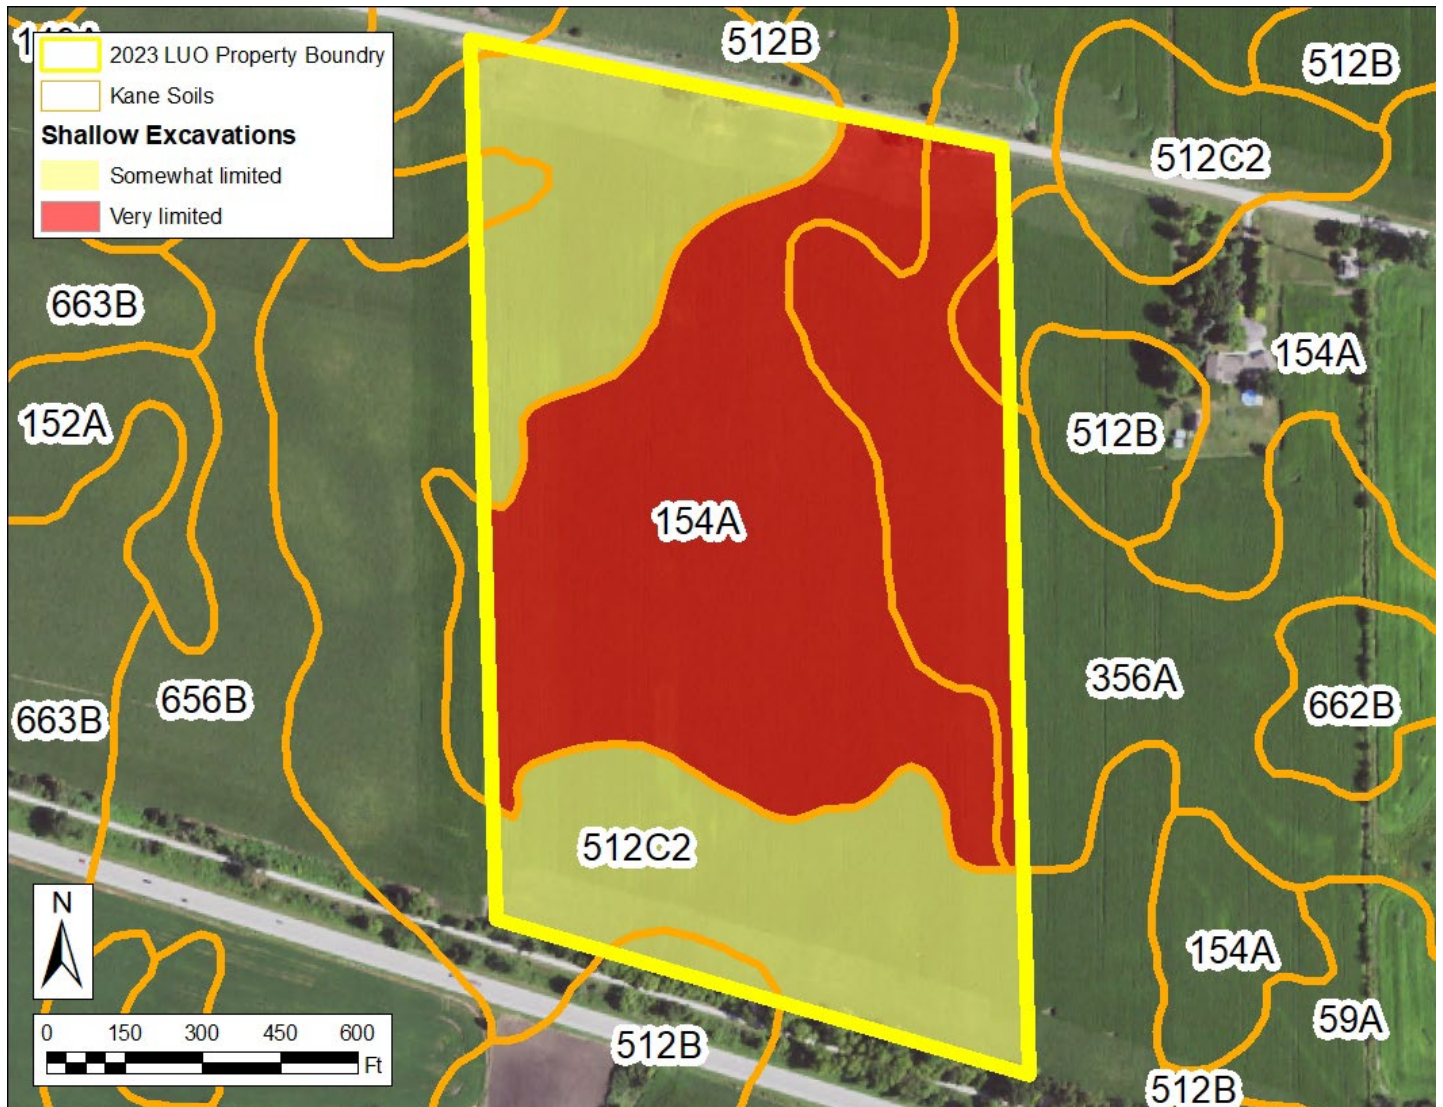 2023 LUO Property Boundry
Kane Soils
Shallow Excavations
Somewhat limited
Very limited
512B
512B
512C2
663B
154A
152A
512B
154A
356A
656B
663B
662B
512C2
N
154A
59A
0 150 300 450 600
Ft
512B
512B